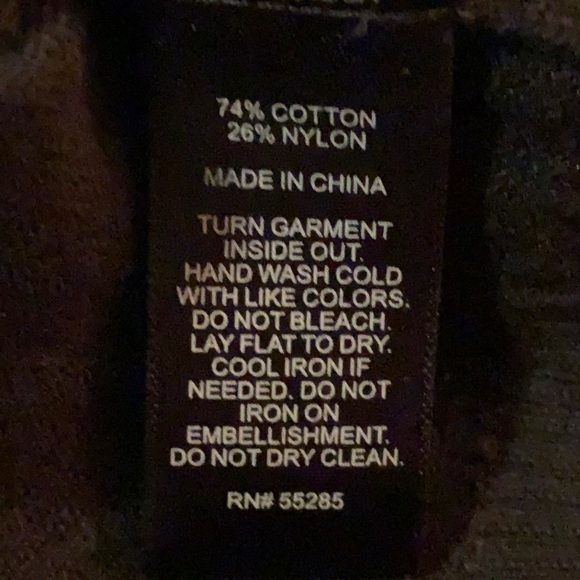 74% COTTON
26% NYLON
MADE IN CHINA
TURN GARMENT
INSIDE OUT.
HAND WASH COLD
WITH LIKE COLORS.
DO NOT BLEACH.
LAY FLAT TO DRY.
COOL IRON IF
NEEDED. DO NOT
IRON ON
EMBELLISHMENT.
DO NOT DRY CLEAN.
RN# 55285